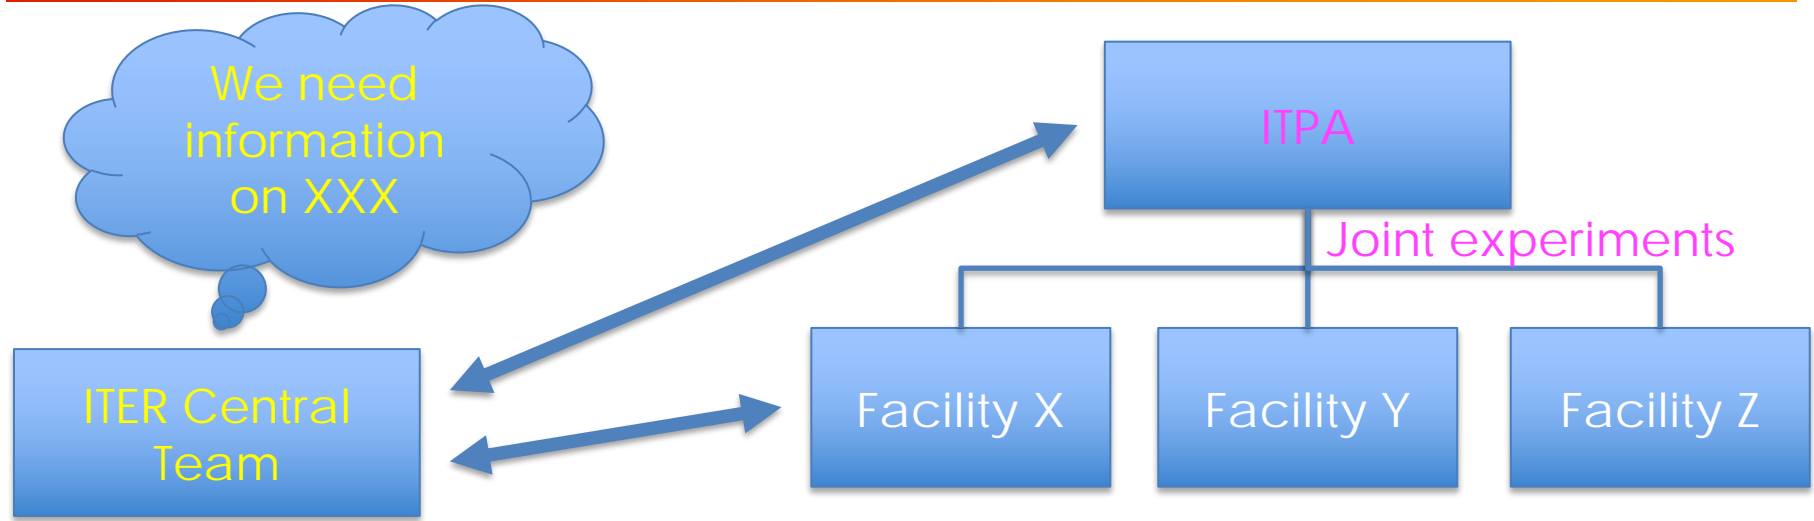 We need
information
on XXX
ITPA
Joint experiments
ITER Central
Team
Facility X
Facility Y
Facility Z